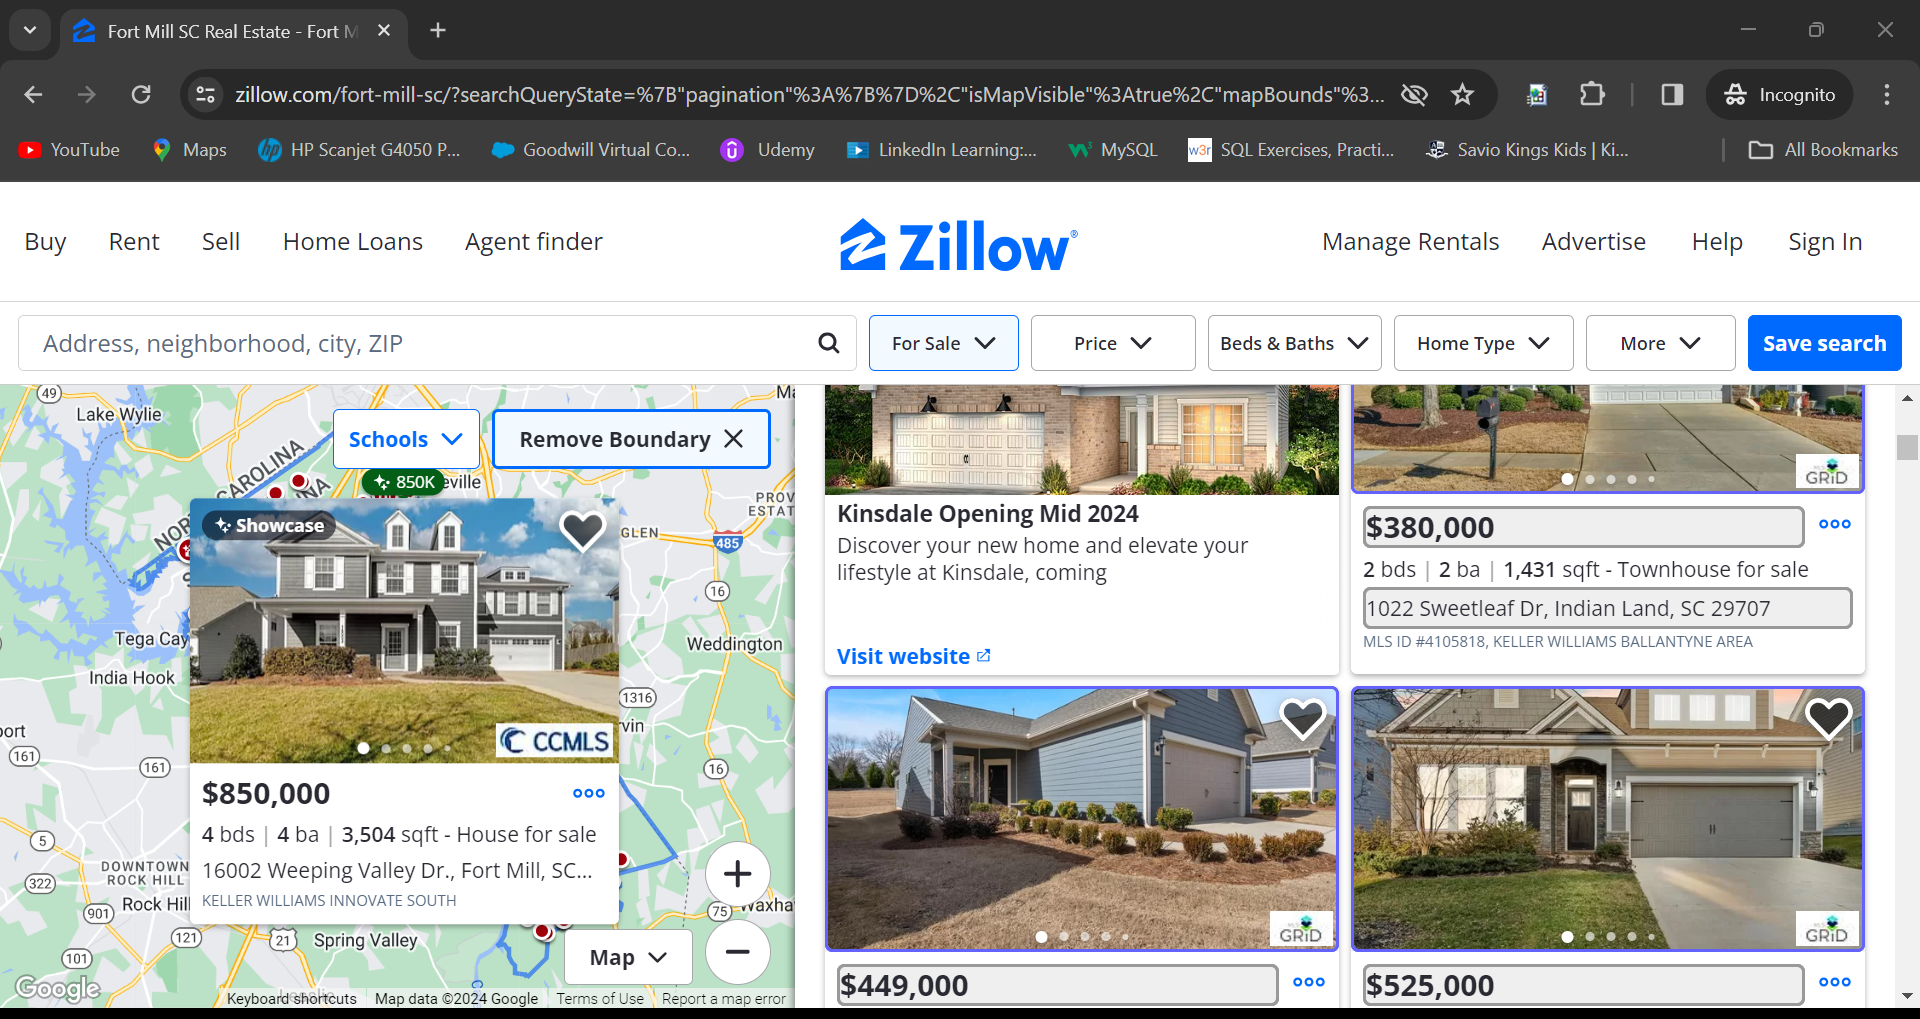 Fort Mill SC Real Estate - Fort M
zillow.com/fort-mill-sc/?searchQueryState=%7B"pagination"%3A%7B%7D%2C"isMapVisible"%3Atrue%2C"mapBounds"%3...
Incognito
YouTube
Maps
HP Scanjet G4050 P...
Goodwill Virtual Co...
Udemy
LinkedIn Learning:...
MySQL
w3r
SQL Exercises, Practi...
Savio Kings Kids | Ki...
All Bookmarks
Buy
Rent
Sell
Home Loans
Agent finder
Zillow®
Manage Rentals
Advertise
Help
Sign In
Address, neighborhood, city, ZIP
For Sale
Price
Beds & Baths
Home Type
More
Save search
49
Lake Wylie
CAROLINA
Schools
Remove Boundary
850K
eville
PROV
ESTAT
GLEN
485
16
Tega Cay
Weddington
India Hook
1316
rvin
port
161
161
16
5
DOWNTOWN
ROCK HILL
322
Rock Hill
901
75
Waxha
121
21
Spring Valley
101
Showcase
CCMLS
$850,000
4 bds | 4 ba | 3,504 sqft - House for sale
16002 Weeping Valley Dr., Fort Mill, SC...
KELLER WILLIAMS INNOVATE SOUTH
Map
Google
Keyboard shortcuts
Map data ©2024 Google
Terms of Use
Report a map error
Kinsdale Opening Mid 2024
Discover your new home and elevate your
lifestyle at Kinsdale, coming
Visit website
GRiD
$380,000
2 bds | 2 ba | 1,431 sqft - Townhouse for sale
1022 Sweetleaf Dr, Indian Land, SC 29707
MLS ID #4105818, KELLER WILLIAMS BALLANTYNE AREA
GRiD
$449,000
GRiD
$525,000